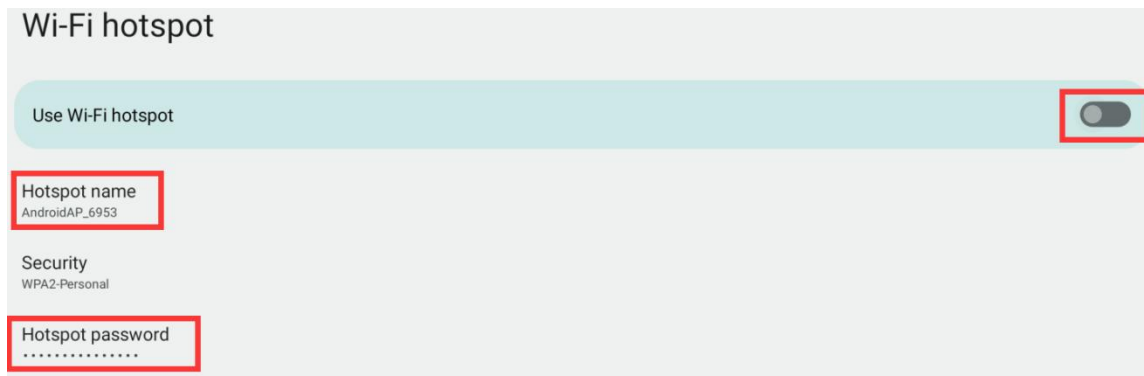 Wi-Fi hotspot
Use Wi-Fi hotspot
Hotspot name
AndroidAP_6953
Security
WPA2-Personal
Hotspot password
•••••••••••••••